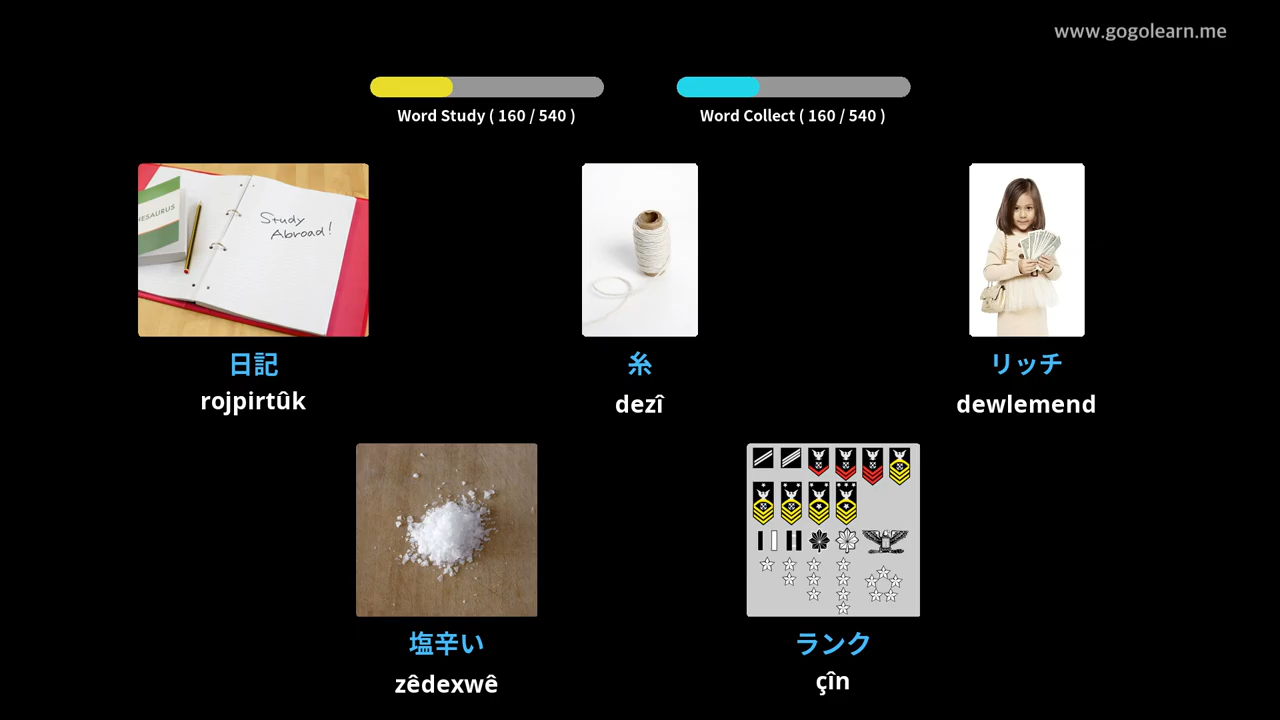 www.gogolearn.me
Word Study ( 160 / 540 )
Word Collect ( 160 / 540 )
THESAURUS
Study
Abroad!
日記
rojpirtûk
糸
dezî
リッチ
dewlemend
塩辛い
zêdexwê
ランク
çîn